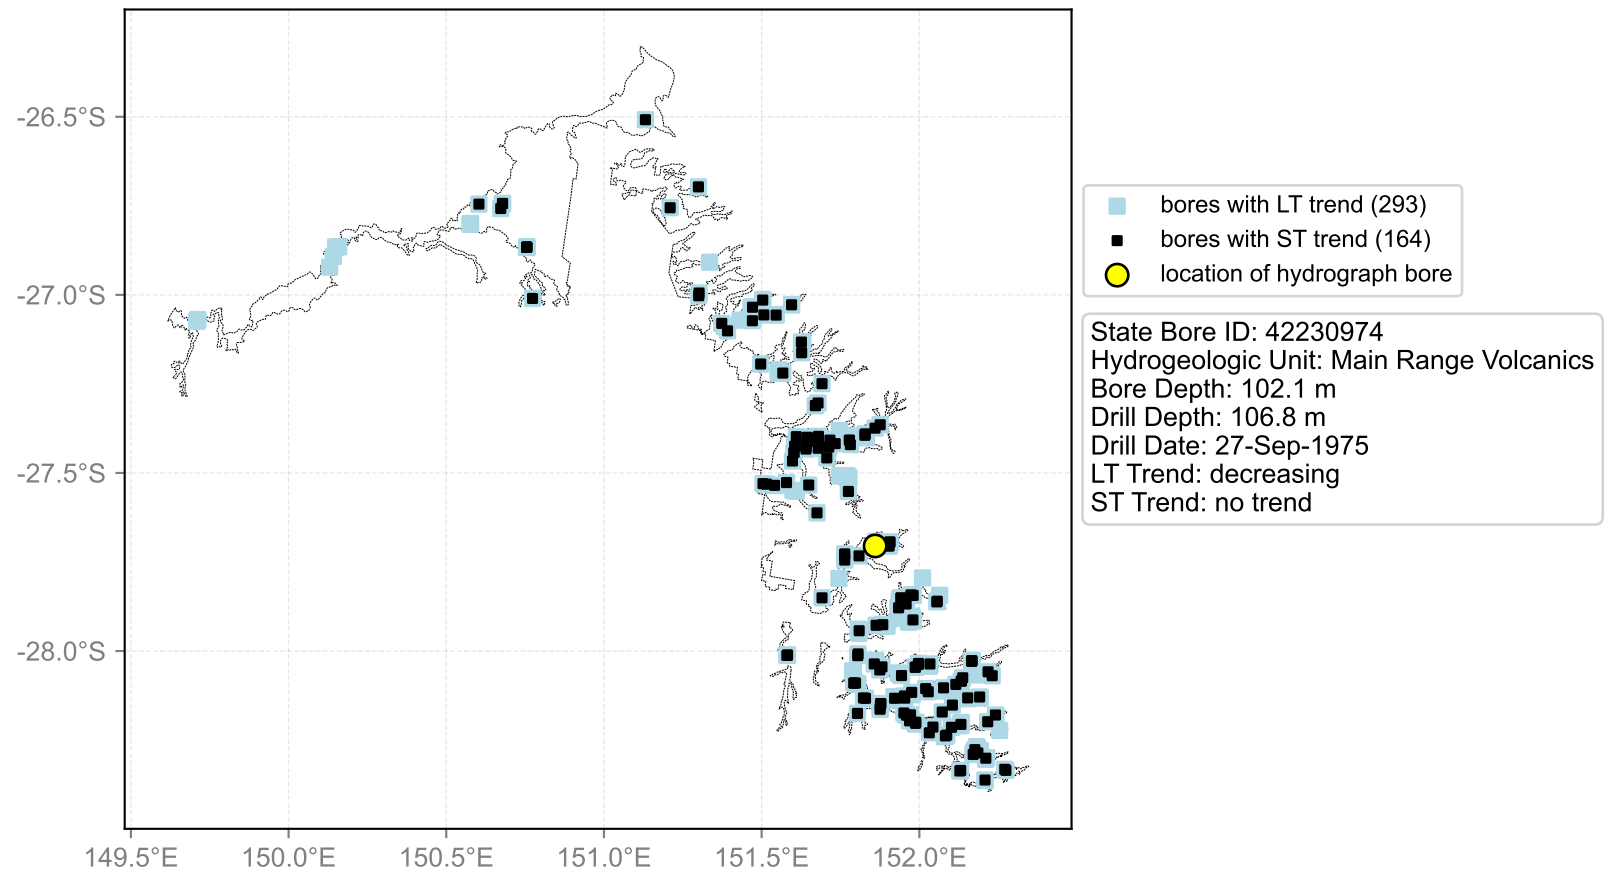 -26.5°S
-27.0°S
-27.5°S
-28.0°S
149.5°E 150.0°E 150.5°E 151.0°E 151.5°E 152.0°E
bores with LT trend (293)
bores with ST trend (164)
location of hydrograph bore
State Bore ID: 42230974
Hydrogeologic Unit: Main Range Volcanics
Bore Depth: 102.1 m
Drill Depth: 106.8 m
Drill Date: 27-Sep-1975
LT Trend: decreasing
ST Trend: no trend